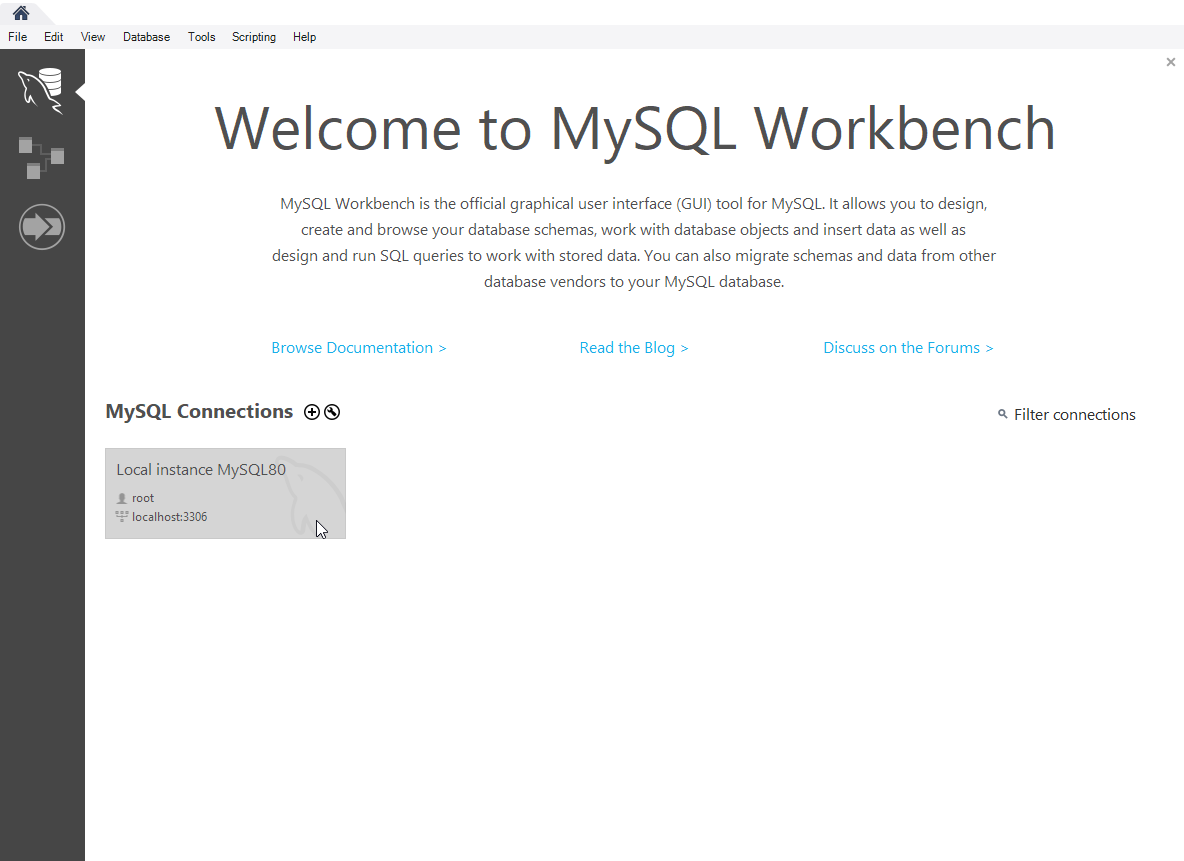 File Edit View Database Tools Scripting Help
Welcome to MySQL Workbench
MySQL Workbench is the official graphical user interface (GUI) tool for MySQL. It allows you to design,
create and browse your database schemas, work with database objects and insert data as well as
design and run SQL queries to work with stored data. You can also migrate schemas and data from other
database vendors to your MySQL database.
Browse Documentation > Read the Blog > Discuss on the Forums >
MySQL Connections Filter connections
Local instance MySQL80
root
localhost:3306